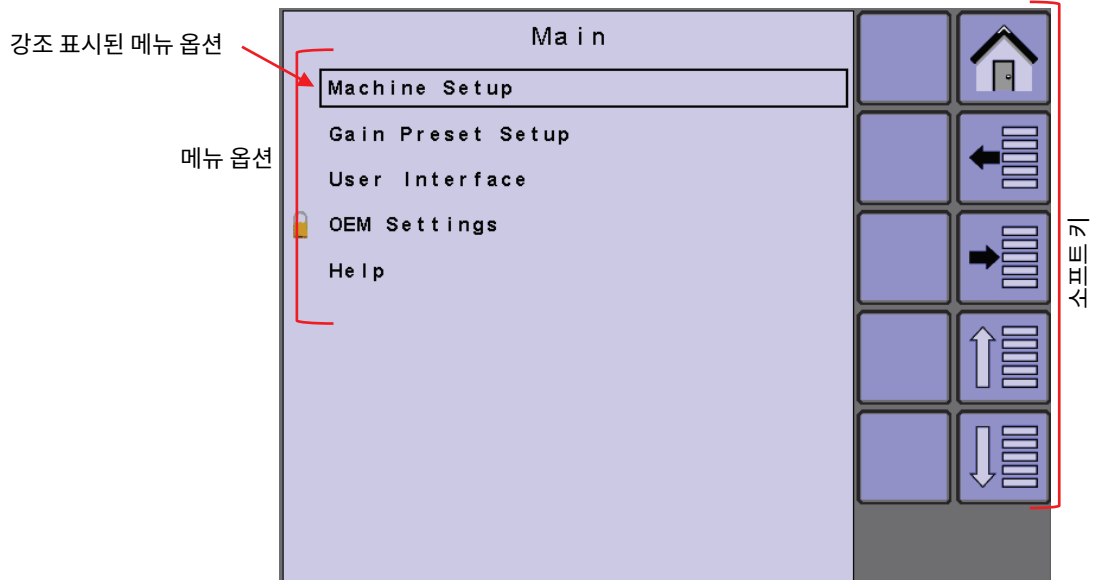 Main
강조 표시된 메뉴 옵션
Machine Setup
Gain Preset Setup
메뉴 옵션
User Interface
OEM Settings
Help
소프트 키